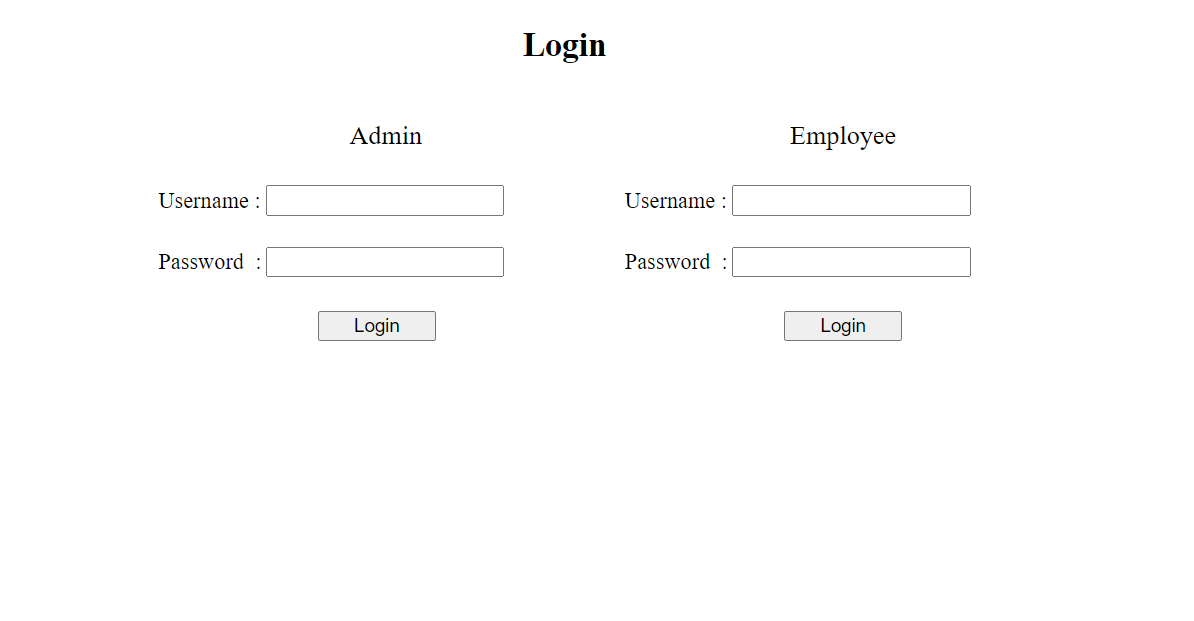 Login
Admin Employee
Username : Username :
Password : Password :
Login Login